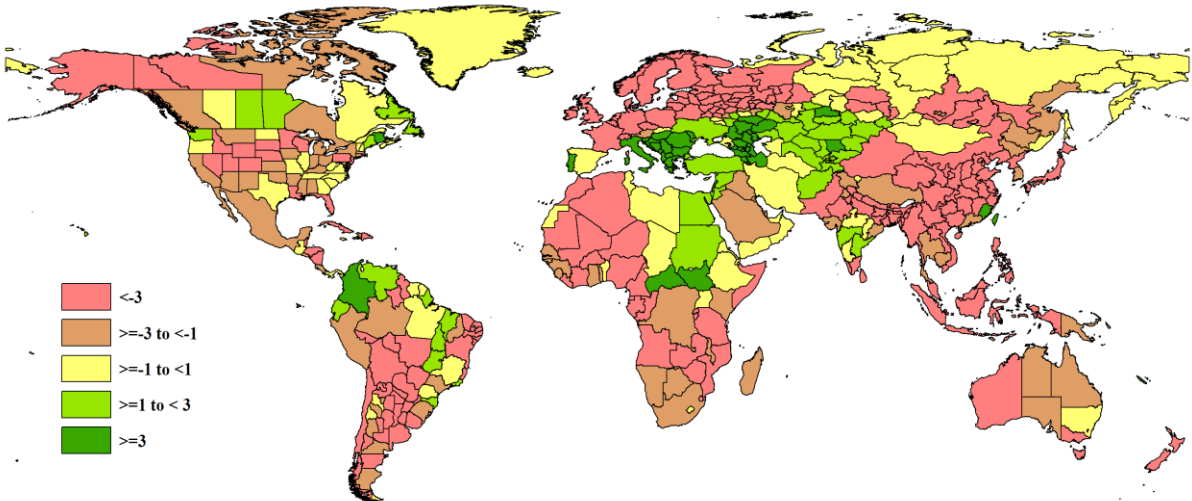 <-3
>=-3 to <-1
>=-1 to <1
>=1 to < 3
>=3